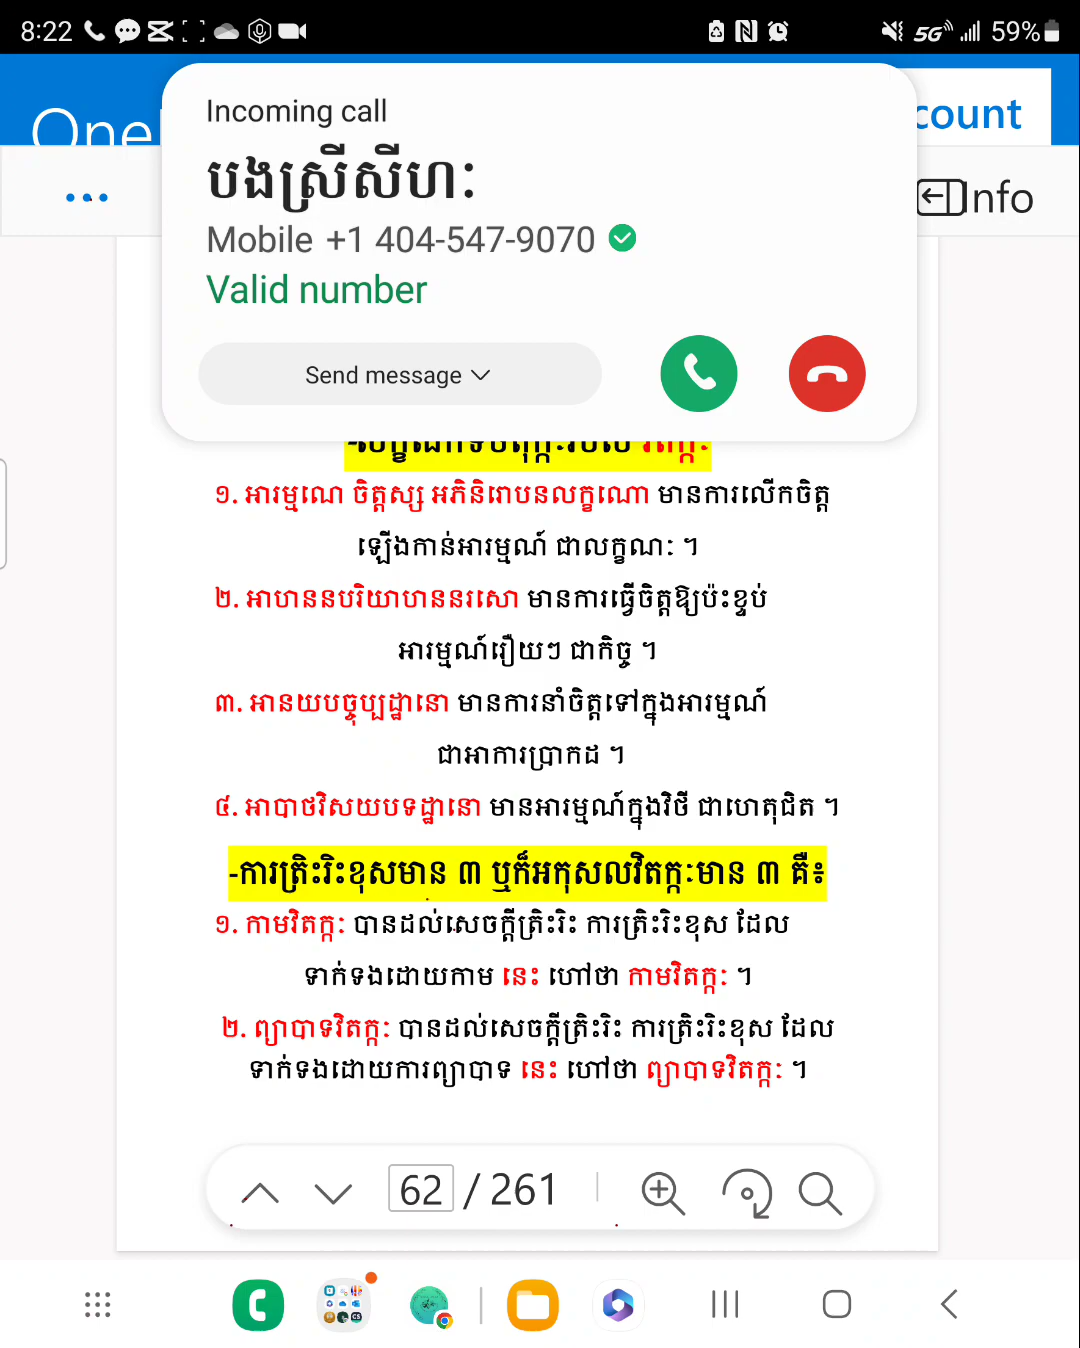 8:22
5G 59%
One
count
Incoming call
បងស្រីសីហៈ
Mobile +1 404-547-9070
Valid number
Send message
Info
១. អារម្មណេ ចិត្តស្ស អភិនិរោបនលក្ខណោ មានការលើកចិត្ត
ឡើងកាន់អារម្មណ៍ ជាលក្ខណៈ ។
២. អាហននបរិយាហននរសោ មានការធ្វើចិត្តឱ្យប៉ះខ្ទប់
អារម្មណ៍រឿយៗ ជាកិច្ច ។
៣. អានយបច្ចុប្បដ្ឋានោ មានការនាំចិត្តទៅក្នុងអារម្មណ៍
ជាអាការប្រាកដ ។
៤. អាបាថវិសយបទដ្ឋានោ មានអារម្មណ៍ក្នុងវិថី ជាហេតុជិត ។
-ការត្រិះរិះខុសមាន ៣ ឬក៏អកុសលវិតក្កៈមាន ៣ គឺ៖
១. កាមវិតក្កៈ បានដល់សេចក្ដីត្រិះរិះ ការត្រិះរិះខុស ដែល
ទាក់ទងដោយកាម នេះ ហៅថា កាមវិតក្កៈ ។
២. ព្យាបាទវិតក្កៈ បានដល់សេចក្ដីត្រិះរិះ ការត្រិះរិះខុស ដែល
ទាក់ទងដោយការព្យាបាទ នេះ ហៅថា ព្យាបាទវិតក្កៈ ។
62 / 261